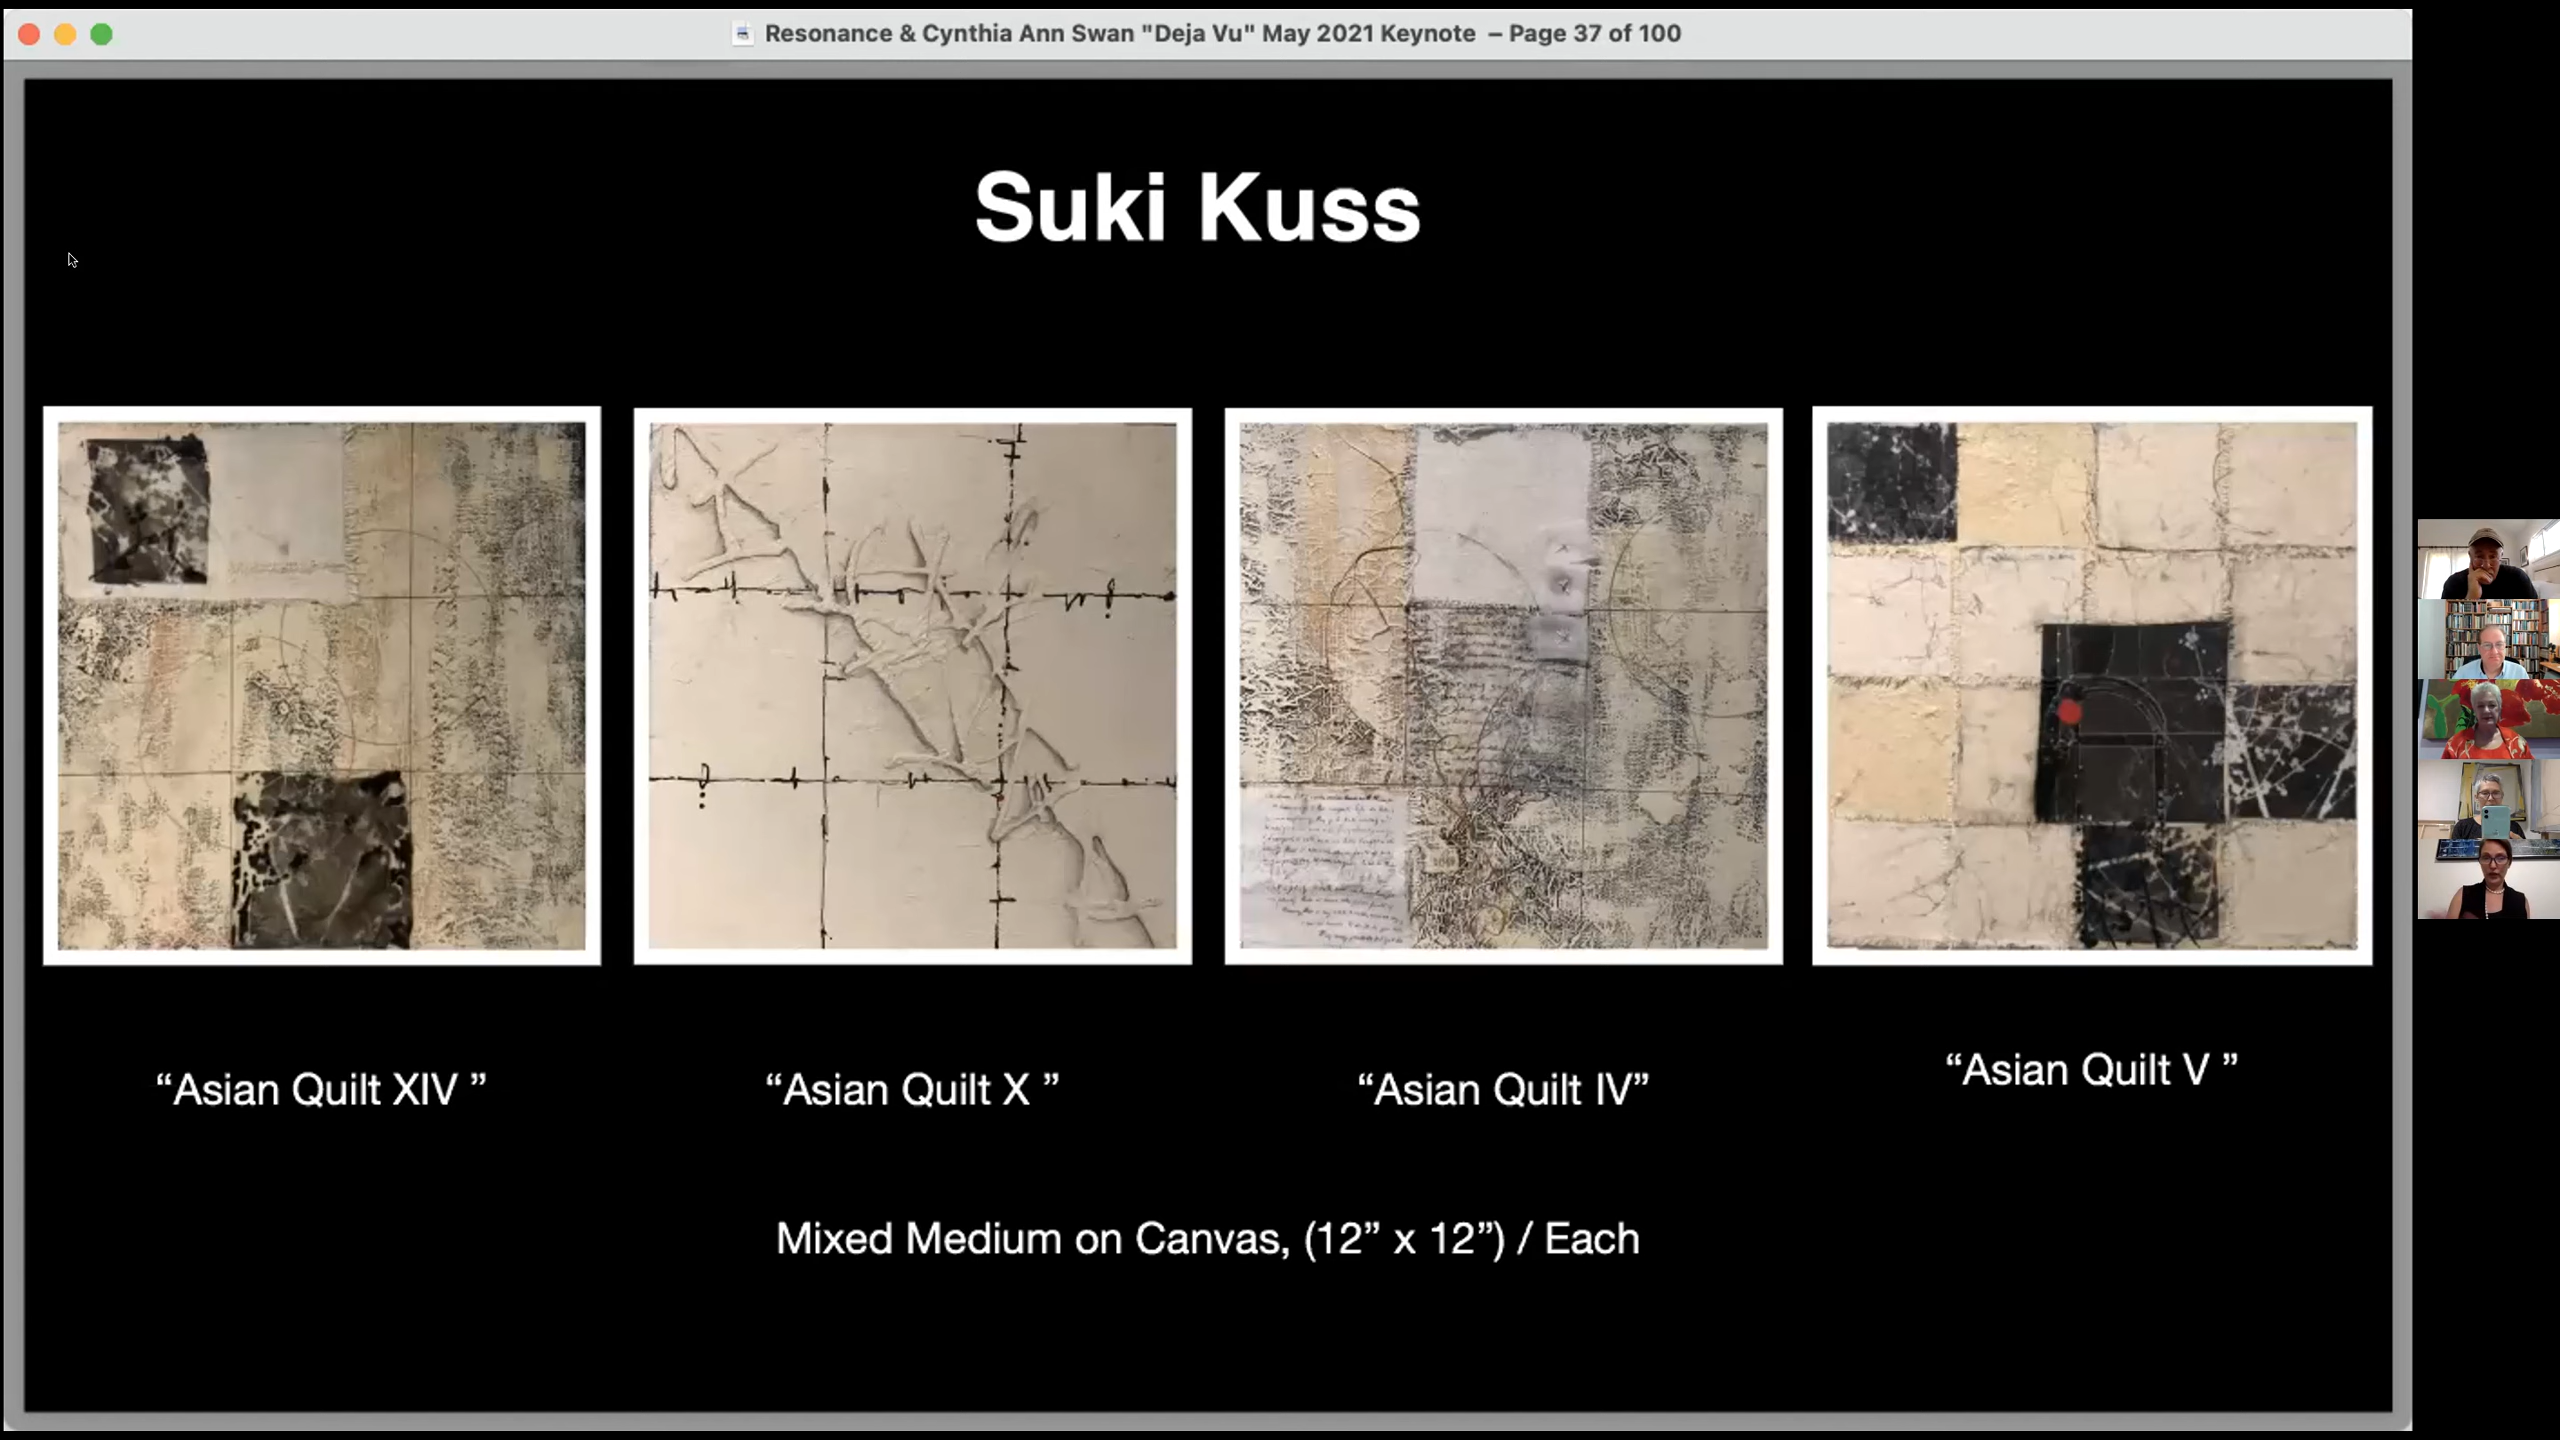 Resonance & Cynthia Ann Swan "Deja Vu" May 2021 Keynote – Page 37 of 100
Suki Kuss
“Asian Quilt XIV ”
“Asian Quilt X ”
“Asian Quilt IV”
“Asian Quilt V ”
Mixed Medium on Canvas, (12” x 12”) / Each